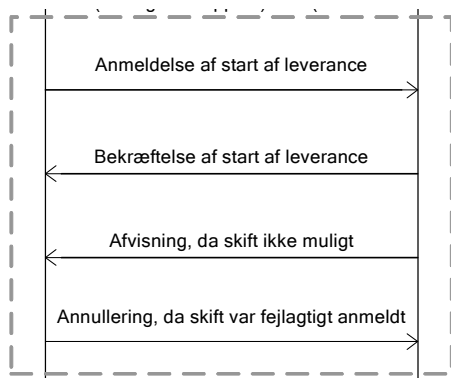 Anmeldelse af start af leverance
Bekræftelse af start af leverance
Afvisning, da skift ikke muligt
Annullering, da skift var fejlagtigt anmeldt